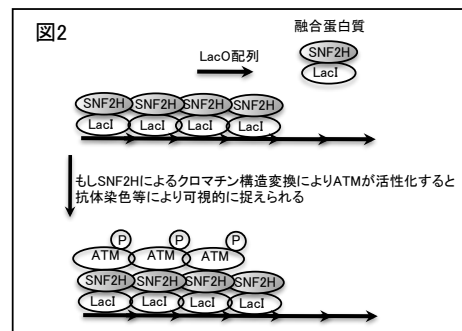 図2
融合蛋白質
LacO配列
SNF2H
LacI
SNF2H SNF2H SNF2H SNF2H
LacI LacI LacI LacI
もしSNF2Hによるクロマチン構造変換によりATMが活性化すると
抗体染色等により可視的に捉えられる
P P P
ATM ATM ATM
SNF2H SNF2H SNF2H SNF2H
LacI LacI LacI LacI